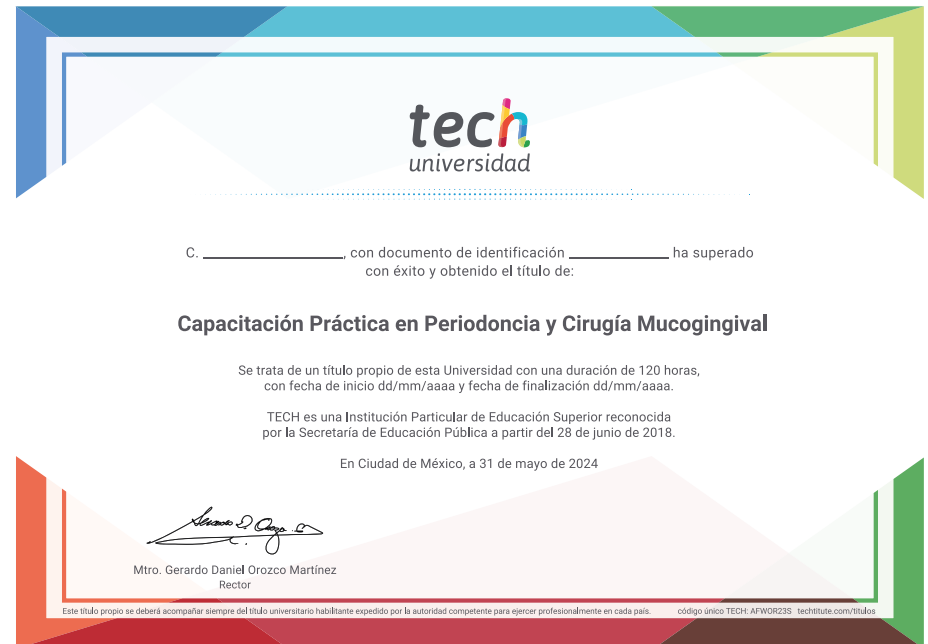 tech
universidad
C. ____________________, con documento de identificación ______________ ha superado
con éxito y obtenido el título de:
Capacitación Práctica en Periodoncia y Cirugía Mucogingival
Se trata de un título propio de esta Universidad con una duración de 120 horas,
con fecha de inicio dd/mm/aaaa y fecha de finalización dd/mm/aaaa.
TECH es una Institución Particular de Educación Superior reconocida
por la Secretaría de Educación Pública a partir del 28 de junio de 2018.
En Ciudad de México, a 31 de mayo de 2024
Mtro. Gerardo Daniel Orozco Martínez
Rector
Este título propio se deberá acompañar siempre del título universitario habilitante expedido por la autoridad competente para ejercer profesionalmente en cada país. código único TECH: AFWOR23S techtitute.com/titulos